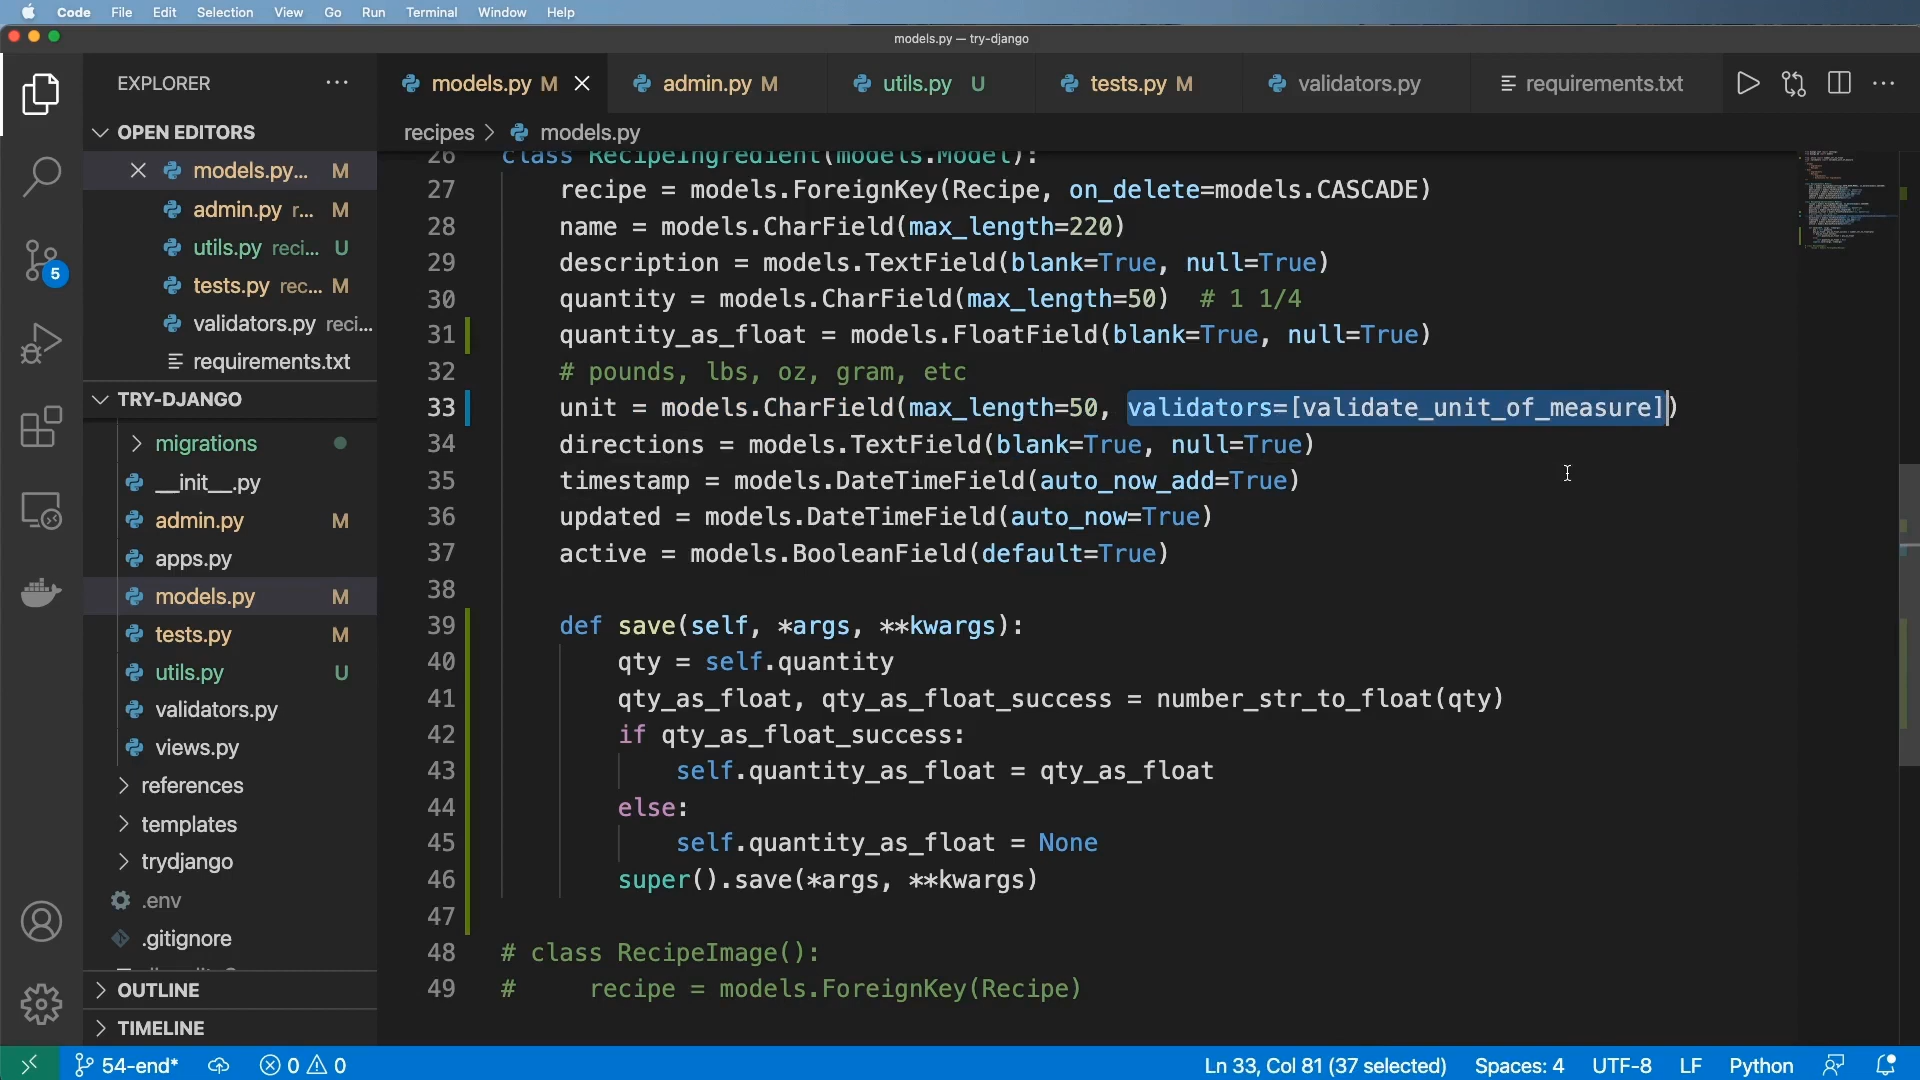 Code File Edit Selection View Go Run Terminal Window Help
models.py — try-django
EXPLORER
OPEN EDITORS
models.py... M
admin.py r... M
utils.py reci... U
tests.py rec... M
validators.py reci...
requirements.txt
TRY-DJANGO
migrations
__init__.py
admin.py M
apps.py
models.py M
tests.py M
utils.py U
validators.py
views.py
references
templates
trydjango
.env
.gitignore
OUTLINE
TIMELINE
5
models.py M admin.py M utils.py U tests.py M validators.py requirements.txt
recipes > models.py
26 class RecipeIngredient(models.Model):
27 recipe = models.ForeignKey(Recipe, on_delete=models.CASCADE)
28 name = models.CharField(max_length=220)
29 description = models.TextField(blank=True, null=True)
30 quantity = models.CharField(max_length=50) # 1 1/4
31 quantity_as_float = models.FloatField(blank=True, null=True)
32 # pounds, lbs, oz, gram, etc
33 unit = models.CharField(max_length=50, validators=[validate_unit_of_measure])
34 directions = models.TextField(blank=True, null=True)
35 timestamp = models.DateTimeField(auto_now_add=True)
36 updated = models.DateTimeField(auto_now=True)
37 active = models.BooleanField(default=True)
38
39 def save(self, *args, **kwargs):
40 qty = self.quantity
41 qty_as_float, qty_as_float_success = number_str_to_float(qty)
42 if qty_as_float_success:
43 self.quantity_as_float = qty_as_float
44 else:
45 self.quantity_as_float = None
46 super().save(*args, **kwargs)
47
48 # class RecipeImage():
49 # recipe = models.ForeignKey(Recipe)
54-end* 0 0 Ln 33, Col 81 (37 selected) Spaces: 4 UTF-8 LF Python